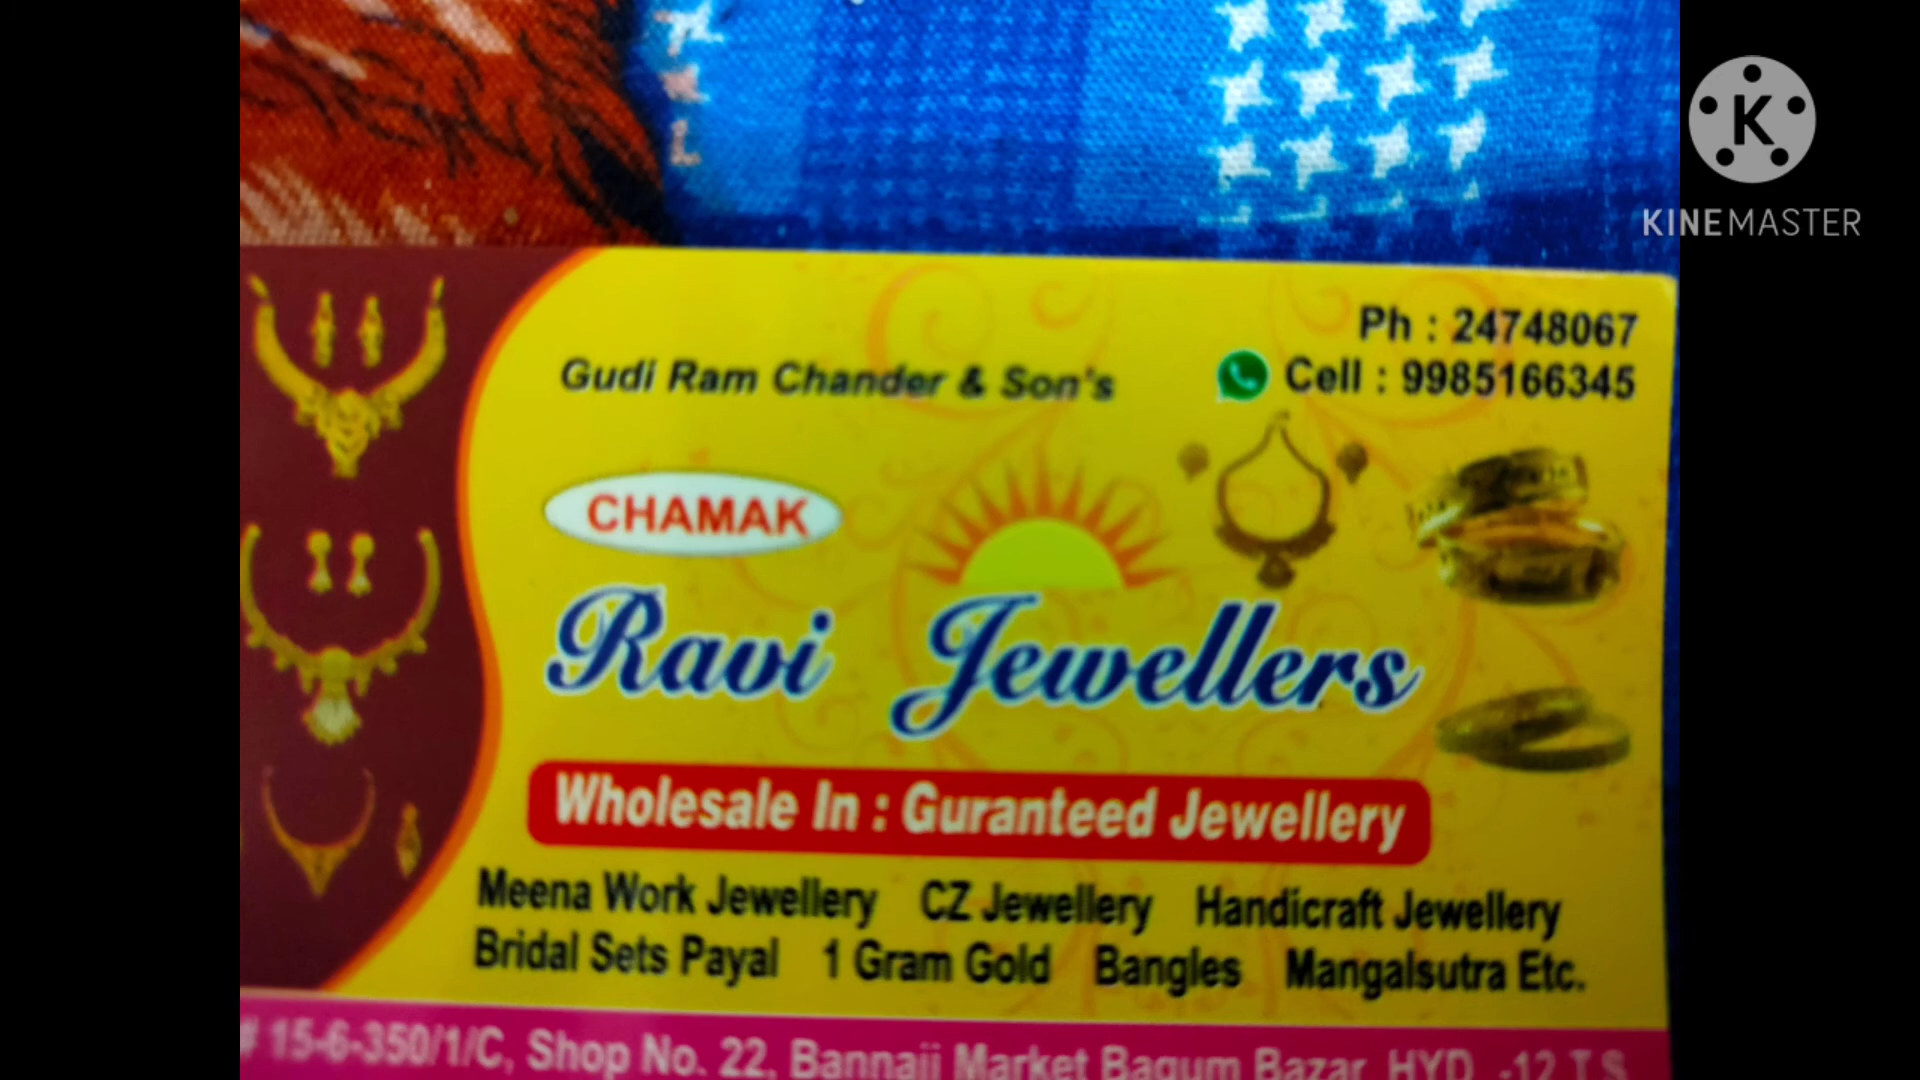 K
KINEMASTER
Ph : 24748067
Gudi Ram Chander & Son's
Cell : 9985166345
CHAMAK
Ravi Jewellers
Wholesale In : Guranteed Jewellery
Meena Work Jewellery CZ Jewellery Handicraft Jewellery
Bridal Sets Payal 1 Gram Gold Bangles Mangalsutra Etc.
# 15-6-350/1/C, Shop No. 22, Bannaji Market Bagum Bazar, HYD. -12 T.S.